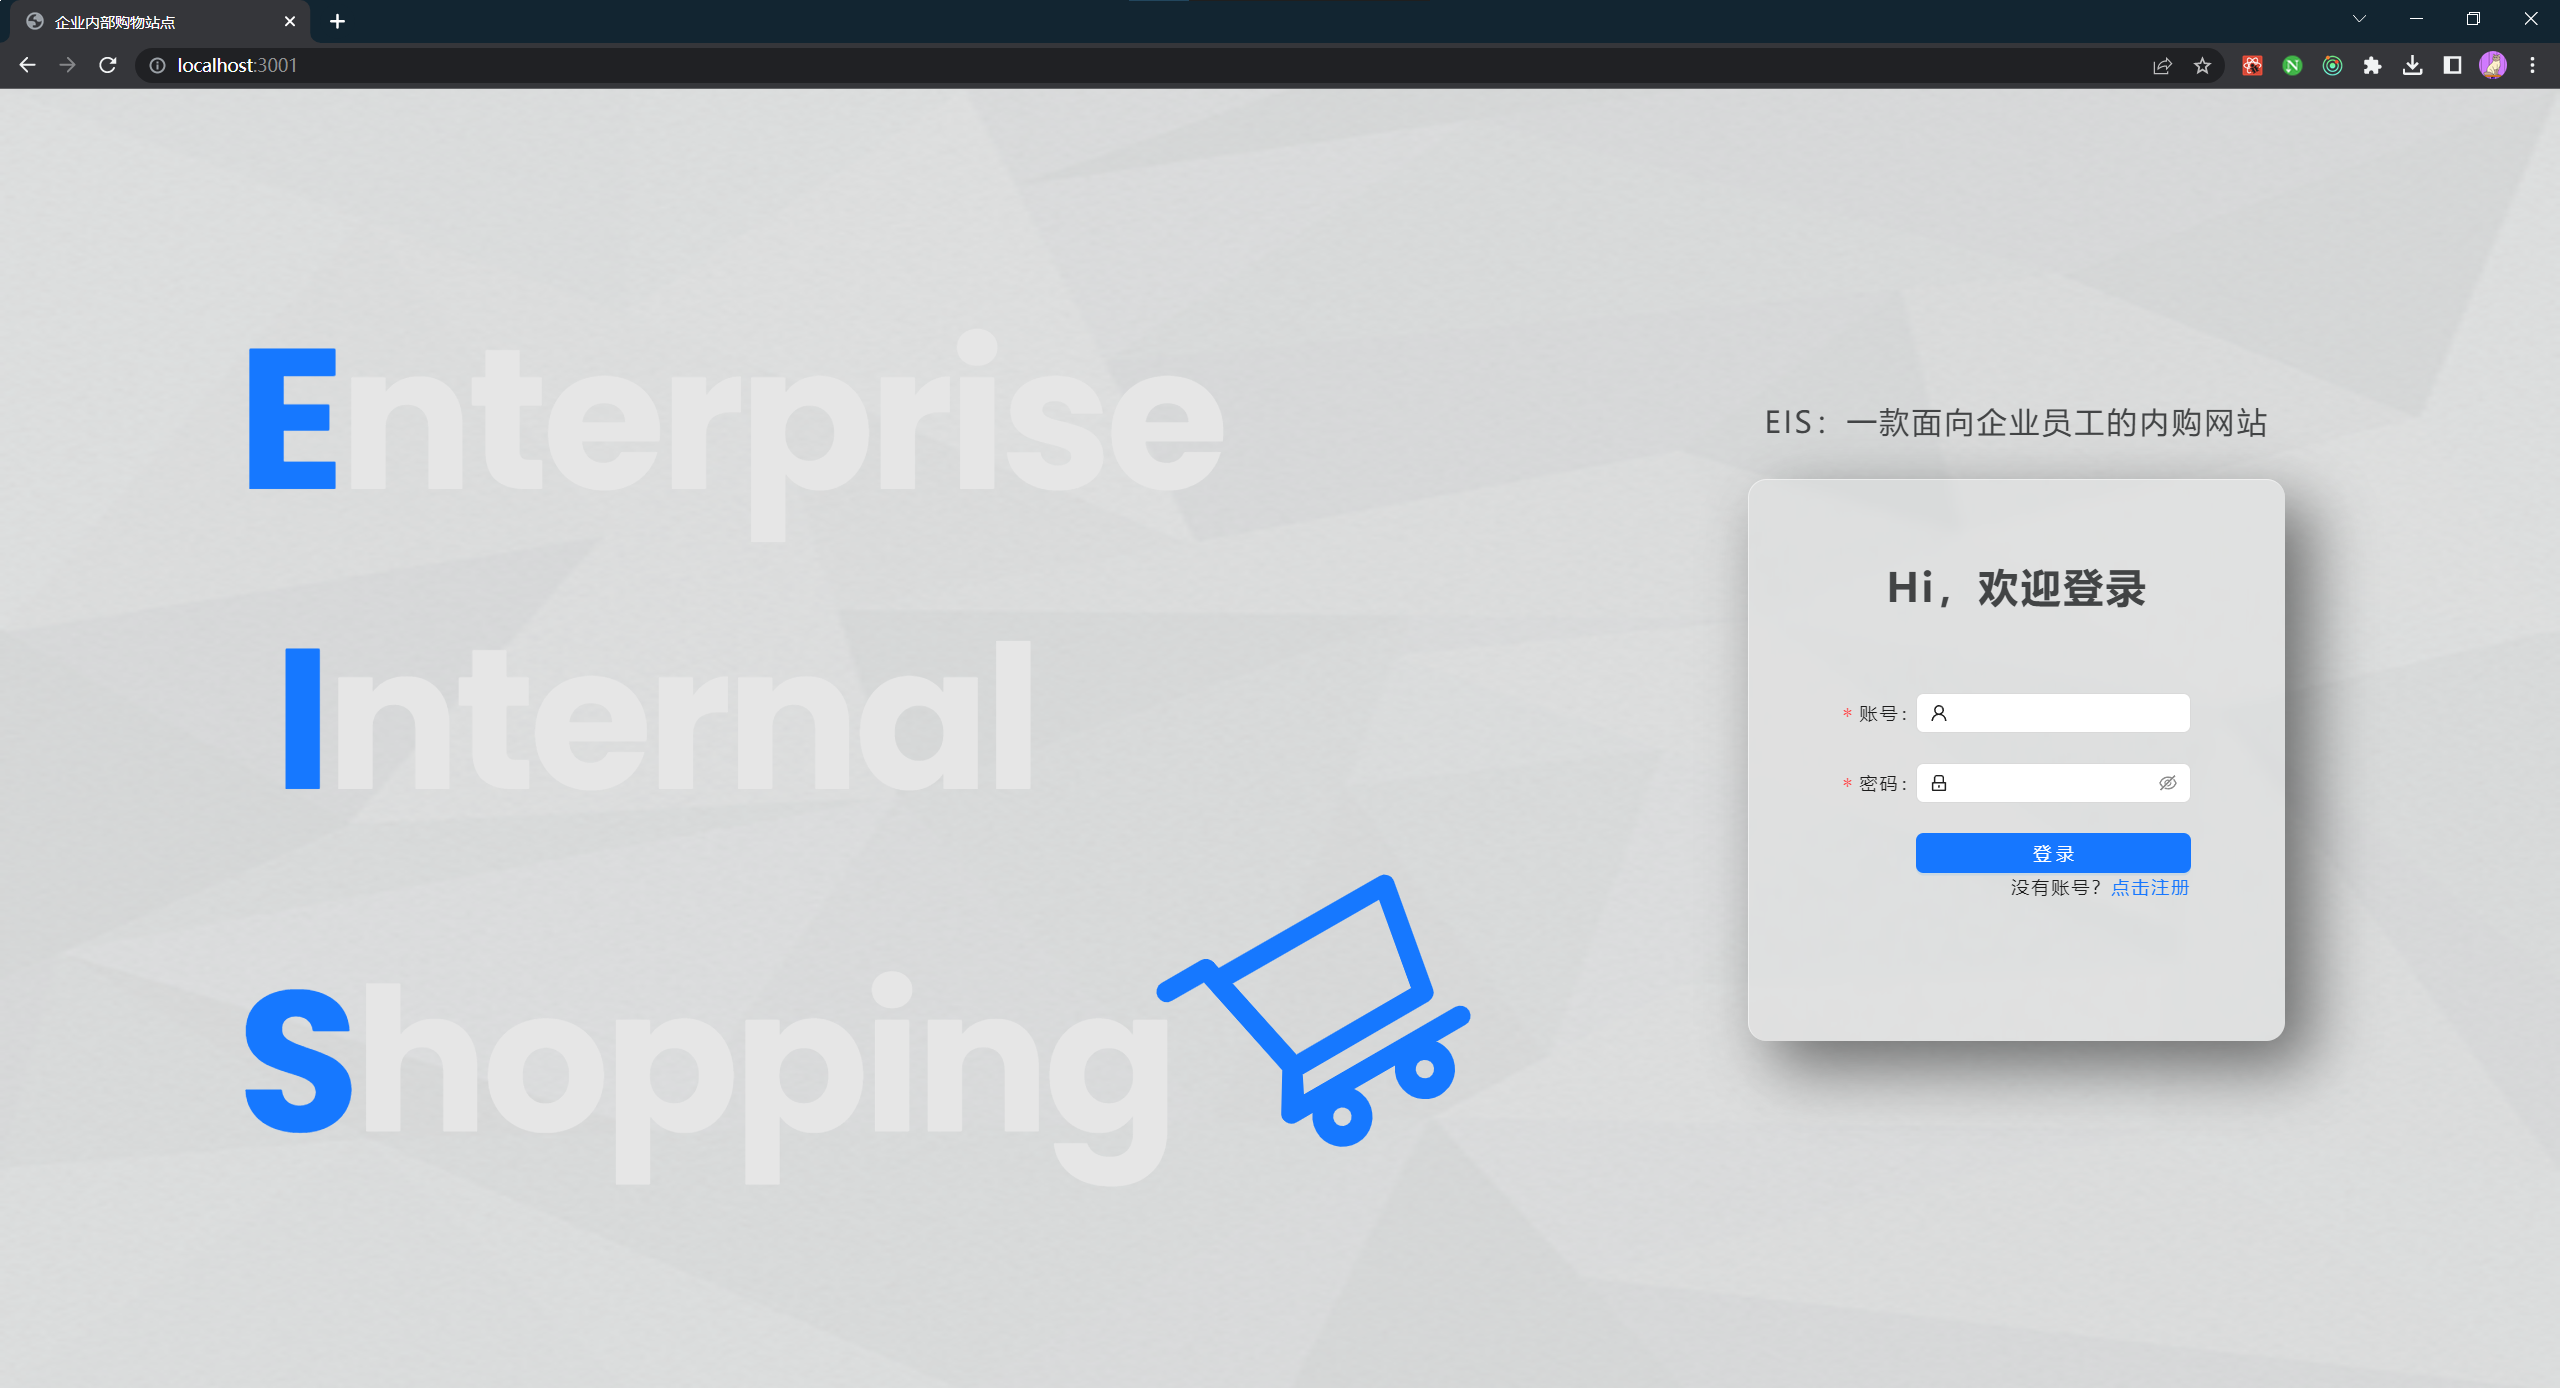 企业内部购物站点
localhost:3001
Enterprise
Internal
Shopping
EIS：一款面向企业员工的内购网站
Hi，欢迎登录
* 账号：
* 密码：
登录
没有账号？点击注册